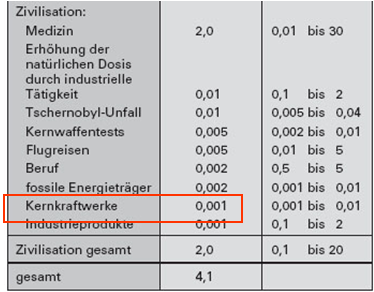 Zivilisation:
Medizin 2,0 0,01 bis 30
Erhöhung der
natürlichen Dosis
durch industrielle
Tätigkeit 0,01 0,1 bis 2
Tschernobyl-Unfall 0,01 0,005 bis 0,04
Kernwaffentests 0,005 0,002 bis 0,01
Flugreisen 0,005 0,01 bis 5
Beruf 0,002 0,5 bis 5
fossile Energieträger 0,002 0,001 bis 0,01
Kernkraftwerke 0,001 0,001 bis 0,01
Industrieprodukte 0,001 0,1 bis 2
Zivilisation gesamt 2,0 0,1 bis 20
gesamt 4,1